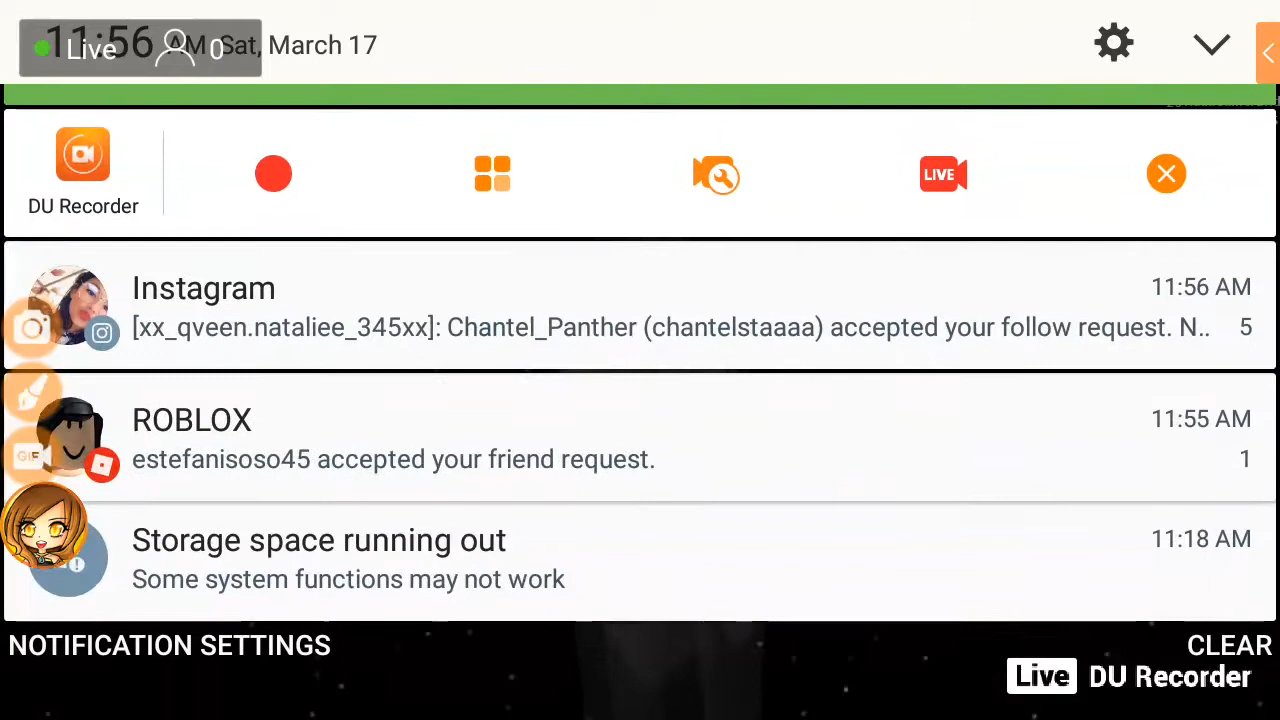 11:56 AM Sat, March 17
Live 0
DU Recorder
LIVE
Instagram
11:56 AM
[xx_qveen.nataliee_345xx]: Chantel_Panther (chantelstaaaa) accepted your follow request. N.. 5
ROBLOX
11:55 AM
estefanisoso45 accepted your friend request. 1
GIF
Storage space running out
11:18 AM
Some system functions may not work
NOTIFICATION SETTINGS
CLEAR
Live DU Recorder